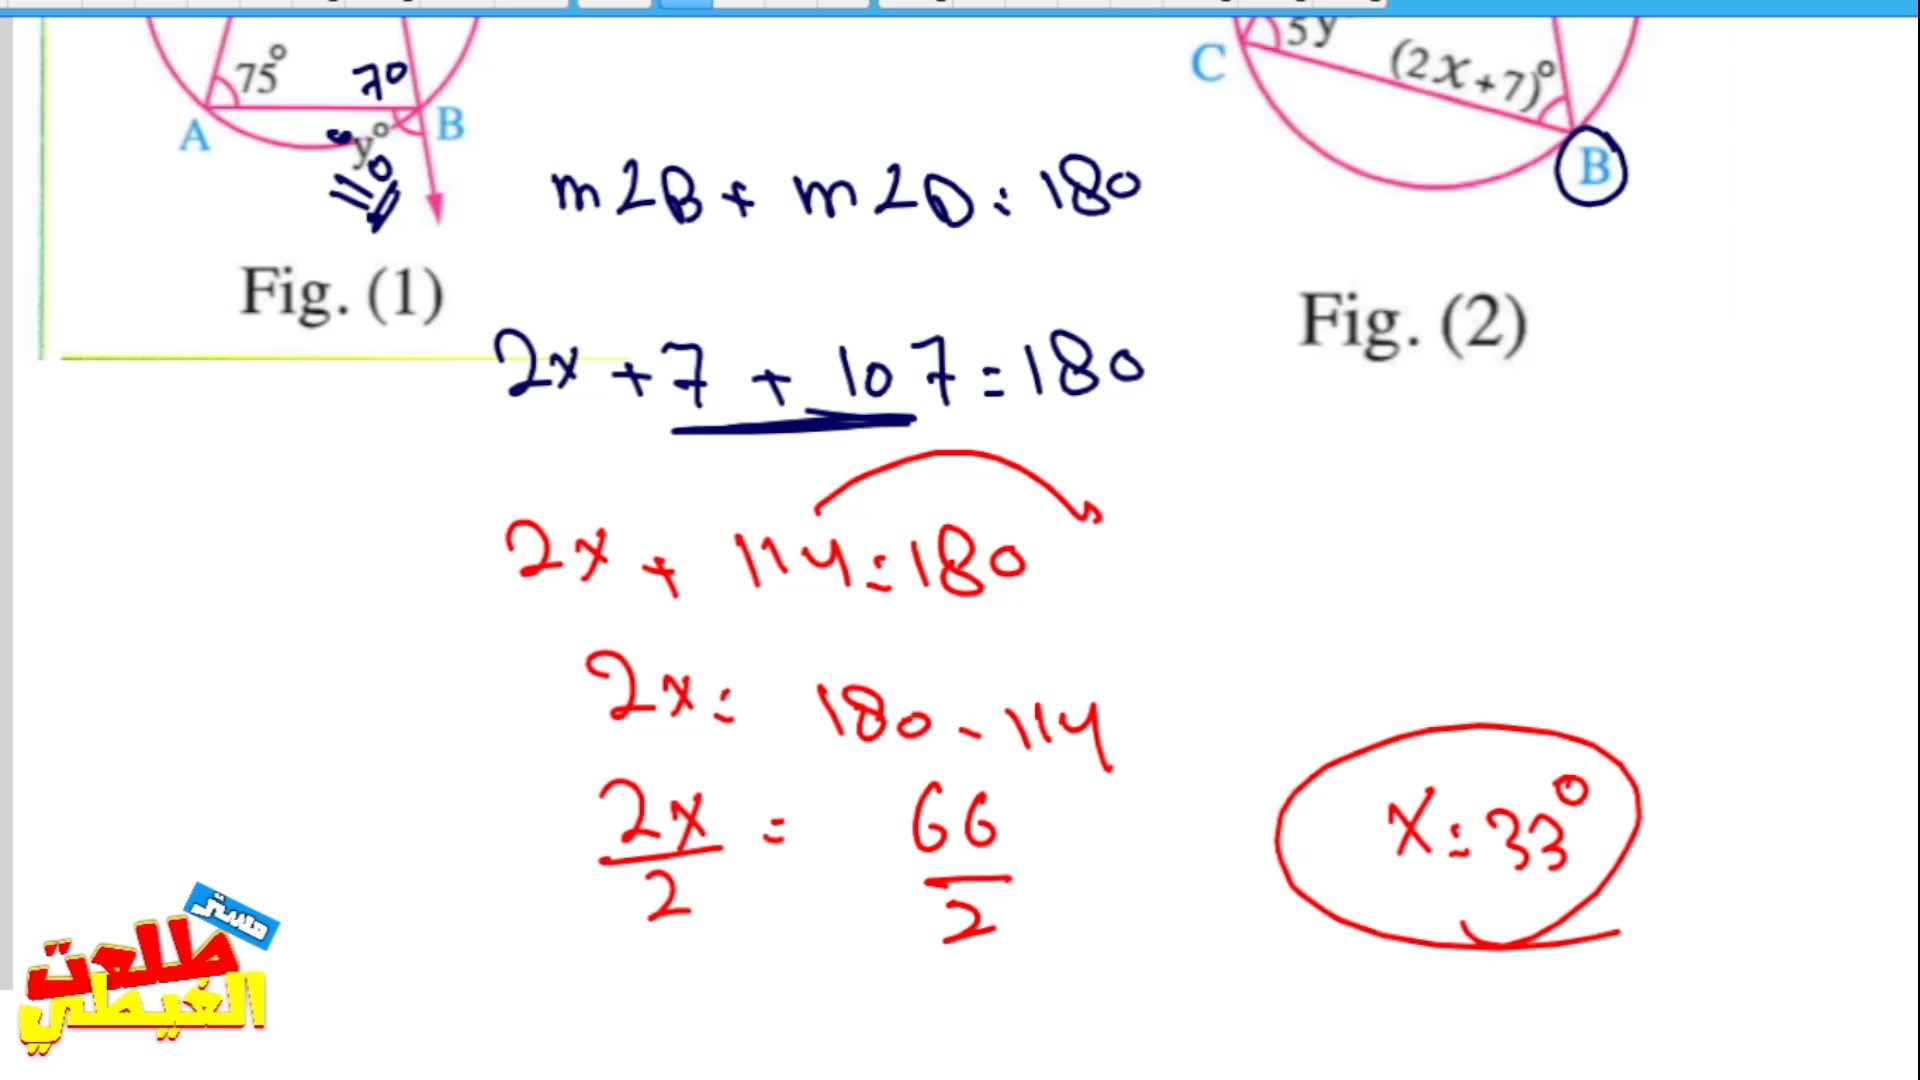 75°
70
A
B
y°
110
Fig. (1)
C
5y
(2x+7)°
B
Fig. (2)
m∠B + m∠D = 180
2x + 7 + 107 = 180
2x + 114 = 180
2x = 180 - 114
2x/2 = 66/2
x = 33°
مستر
طلعت
الغيطي